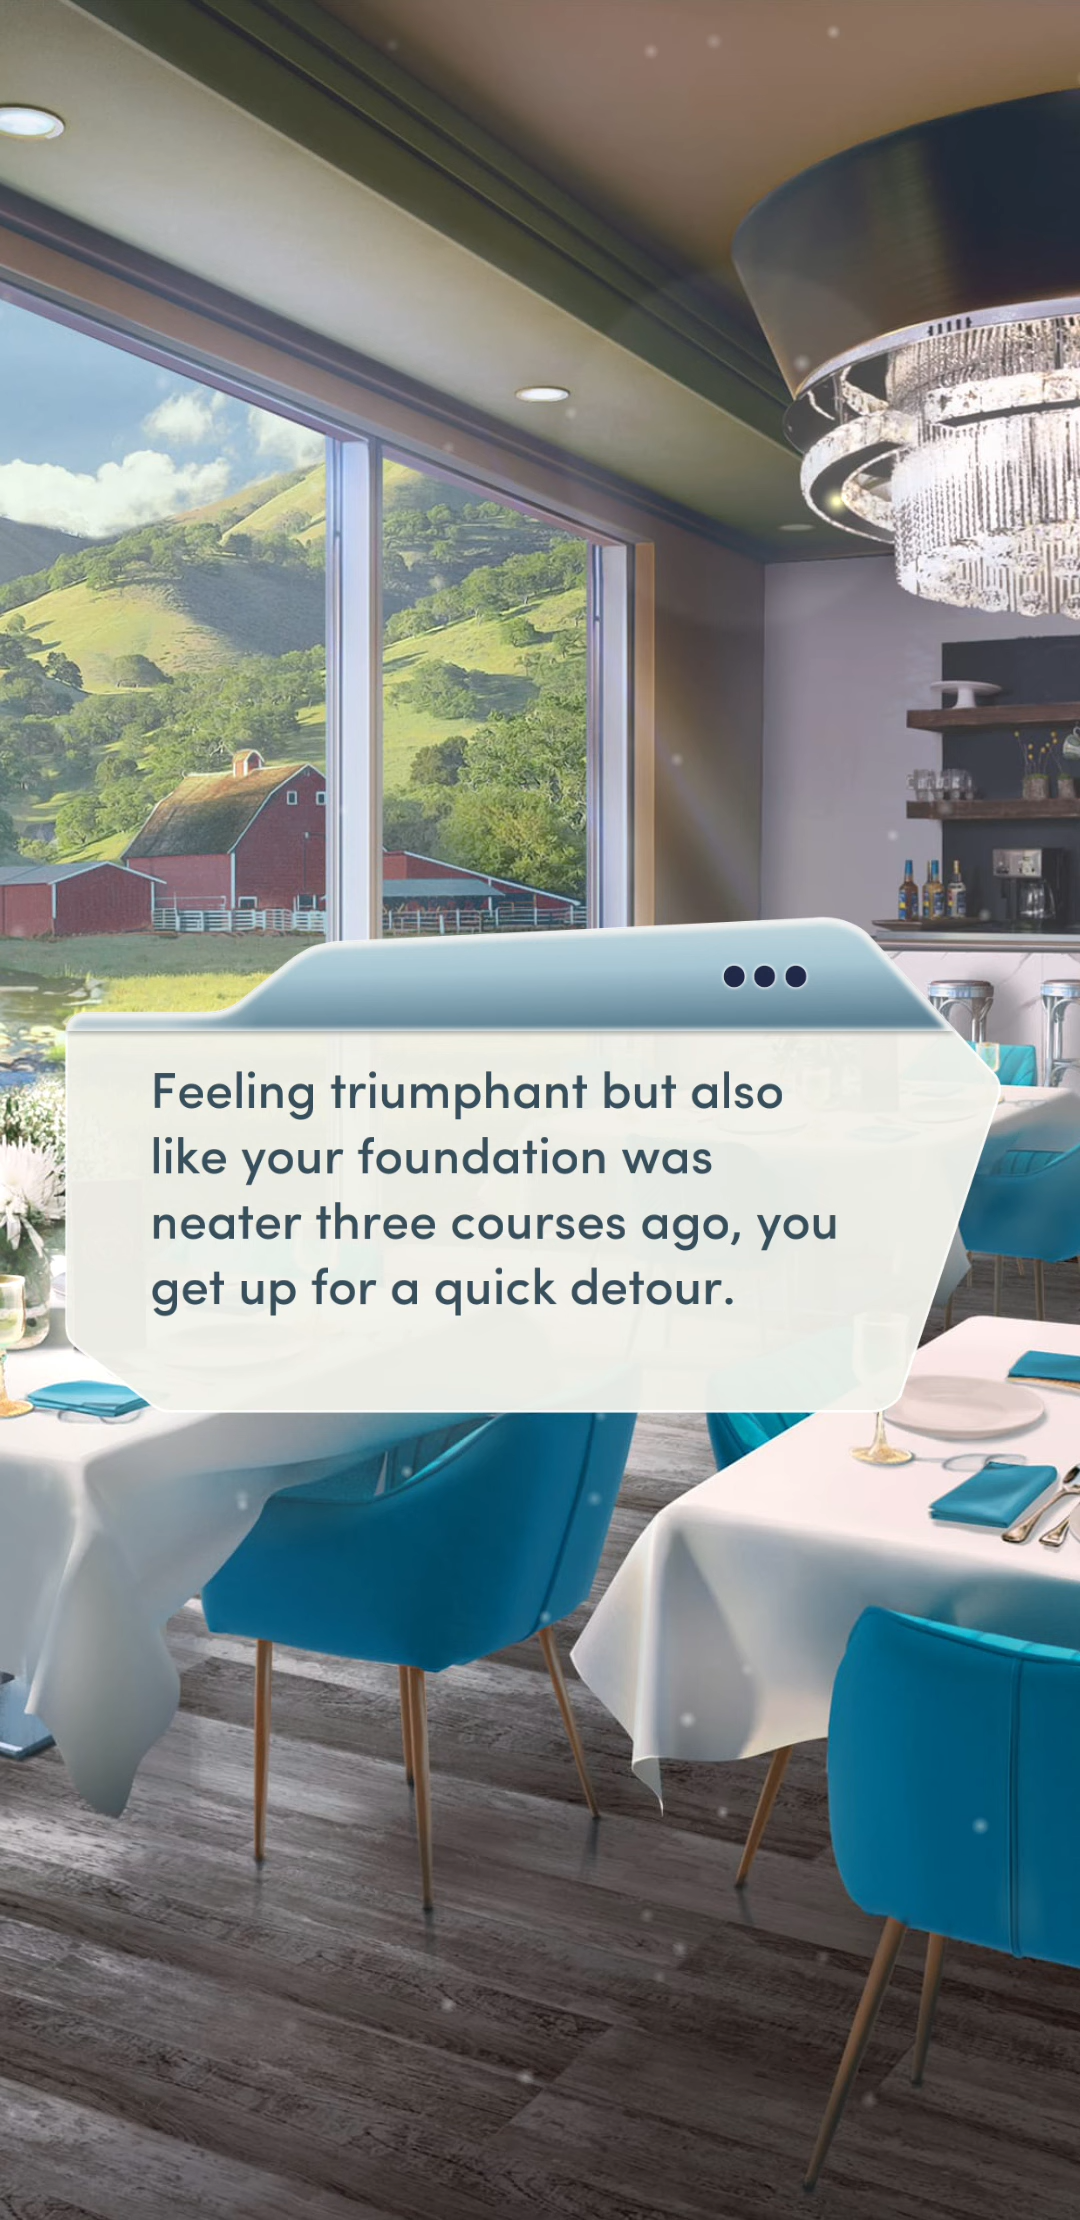 Feeling triumphant but also
like your foundation was
neater three courses ago, you
get up for a quick detour.